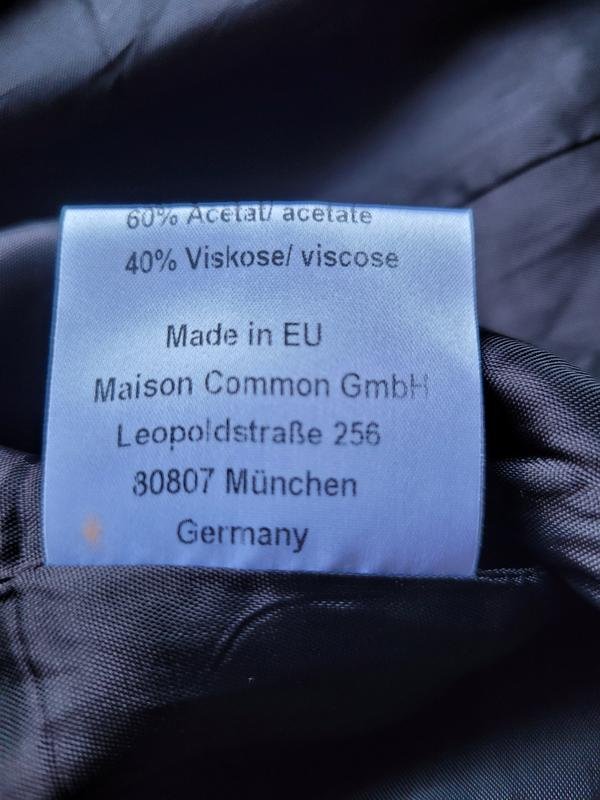 60% Acetat/ acetate
40% Viskose/ viscose
Made in EU
Maison Common GmbH
Leopoldstraße 256
80807 München
Germany